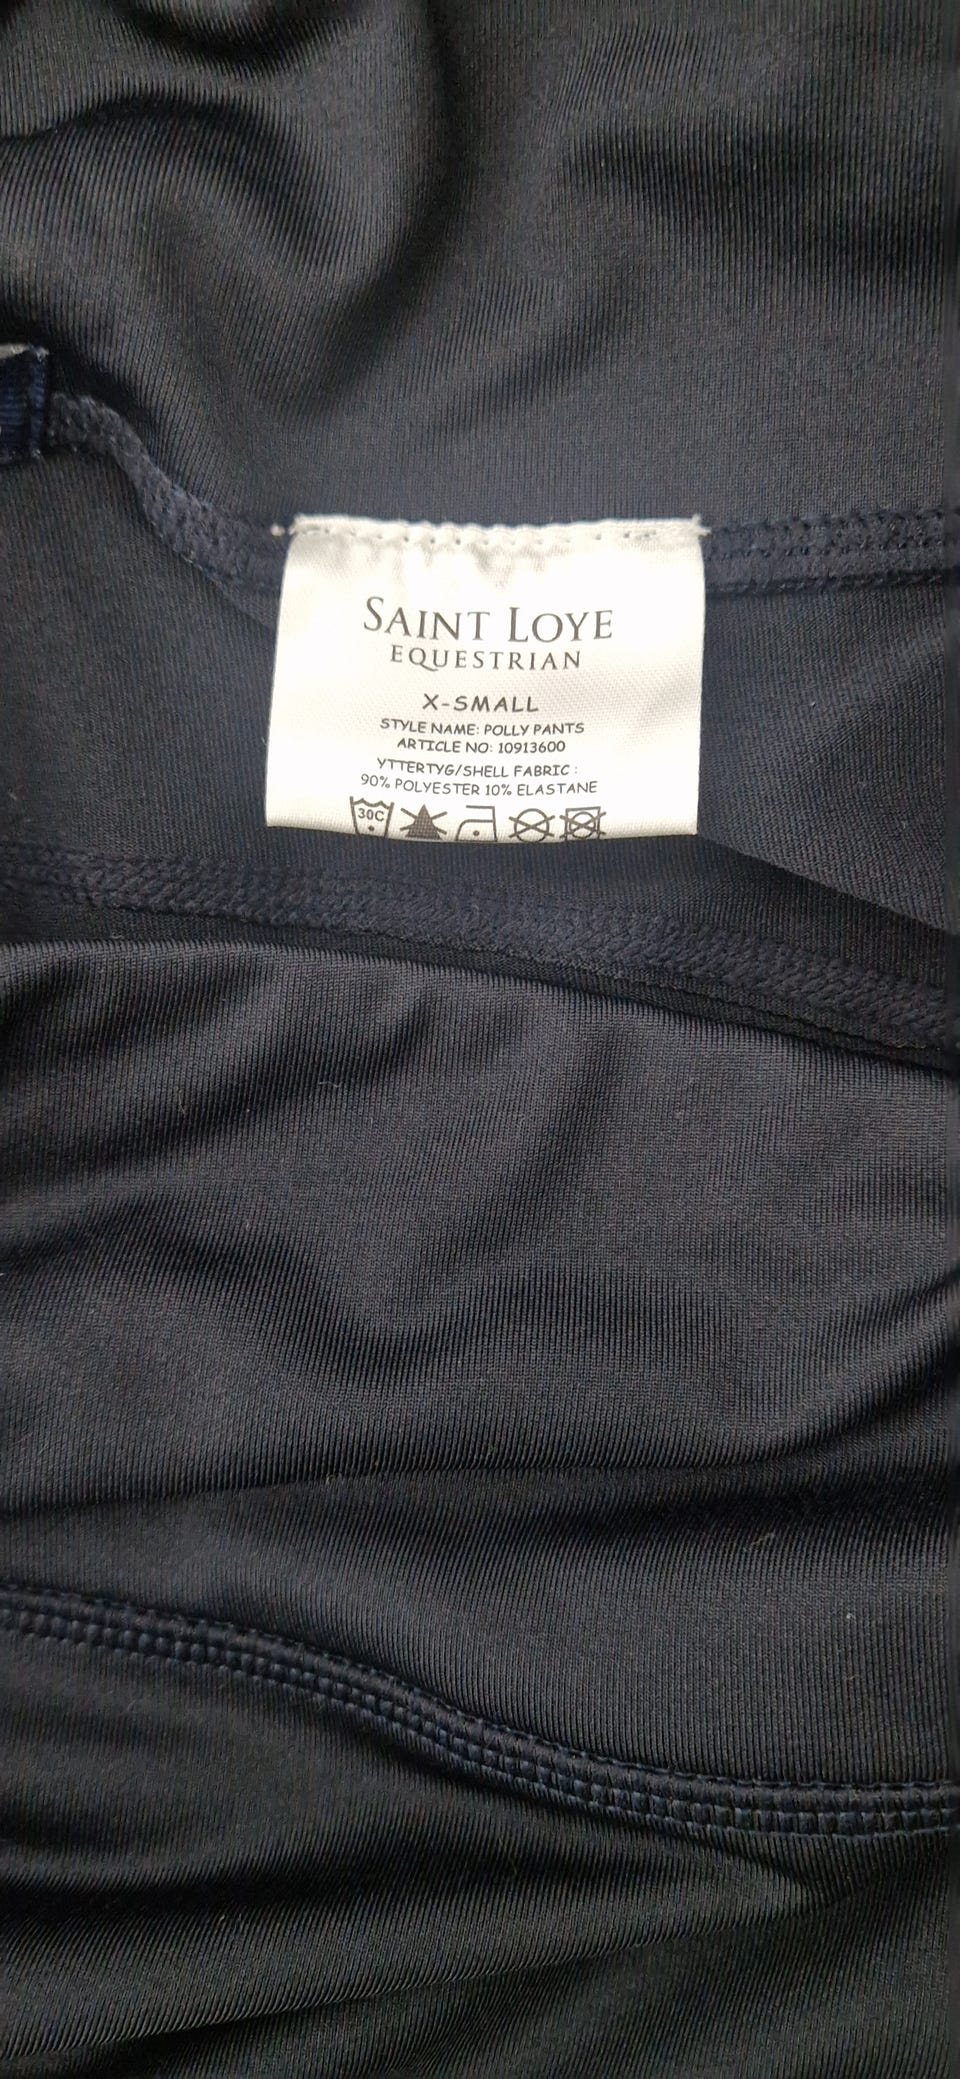 SAINT LOYE
EQUESTRIAN
X-SMALL
STYLE NAME: POLLY PANTS
ARTICLE NO: 10913600
YTTERTYG/SHELL FABRIC :
90% POLYESTER 10% ELASTANE
30C